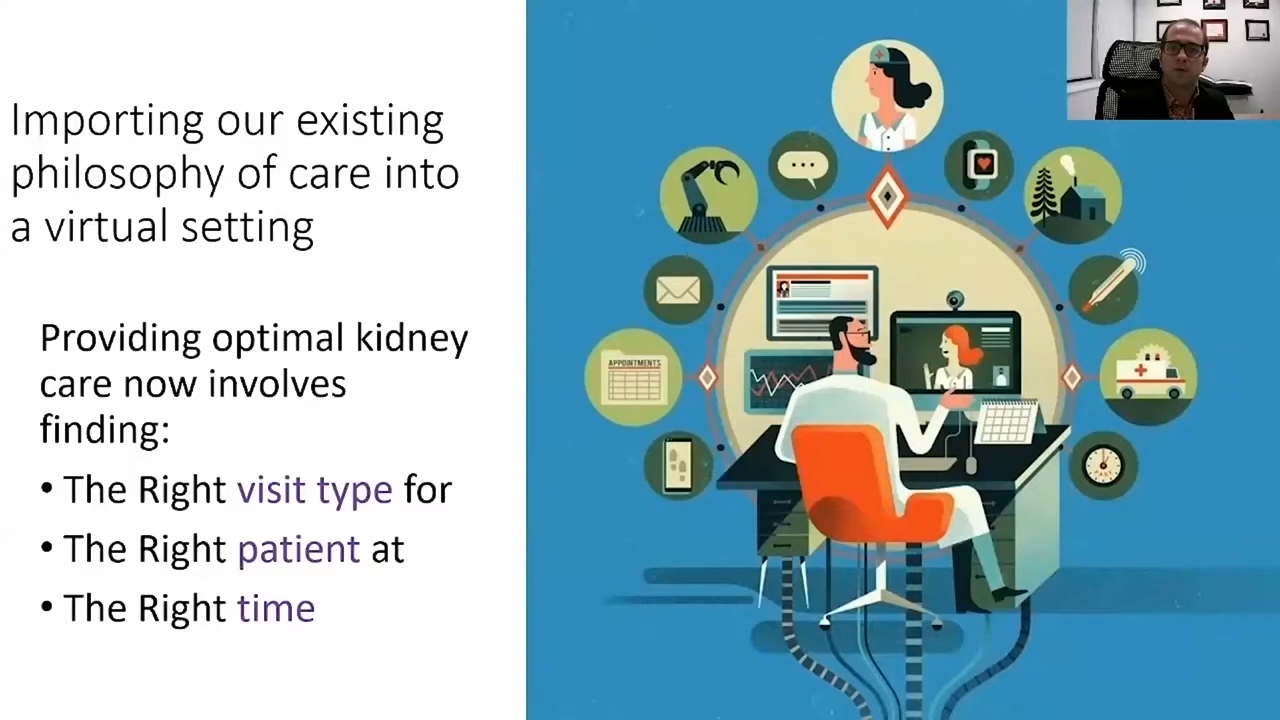 Importing our existing
philosophy of care into
a virtual setting
Providing optimal kidney
care now involves
finding:
• The Right visit type for
• The Right patient at
• The Right time
APPOINTMENTS